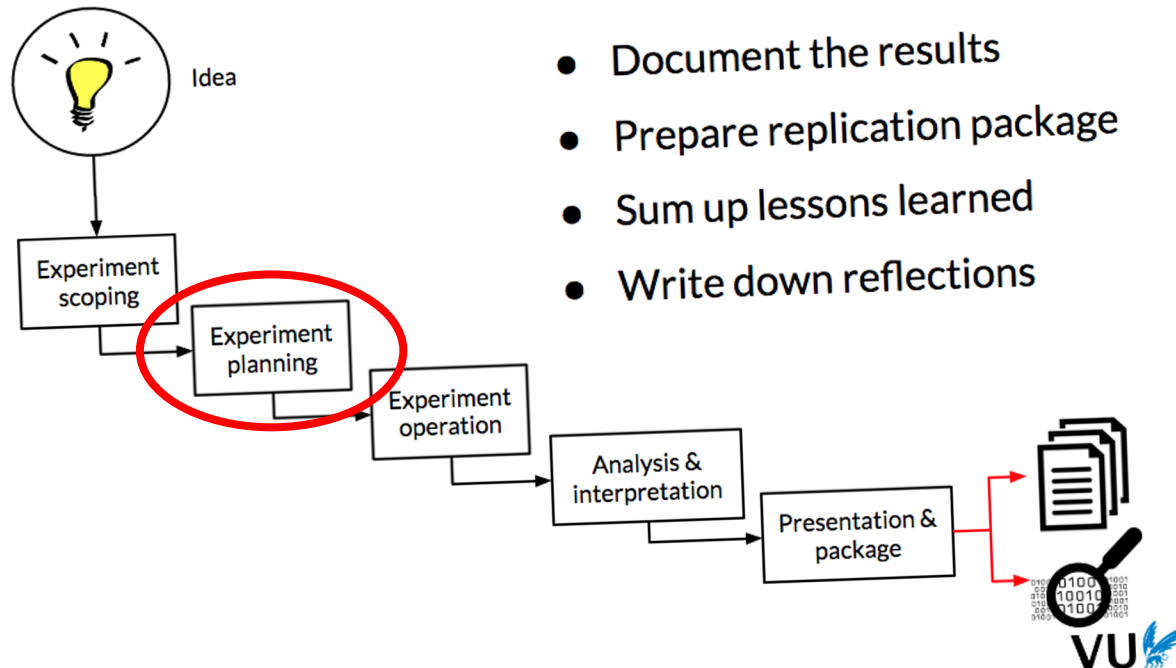 Idea
● Document the results
● Prepare replication package
● Sum up lessons learned
● Write down reflections
Experiment
scoping
Experiment
planning
Experiment
operation
Analysis &
interpretation
Presentation &
package
VU